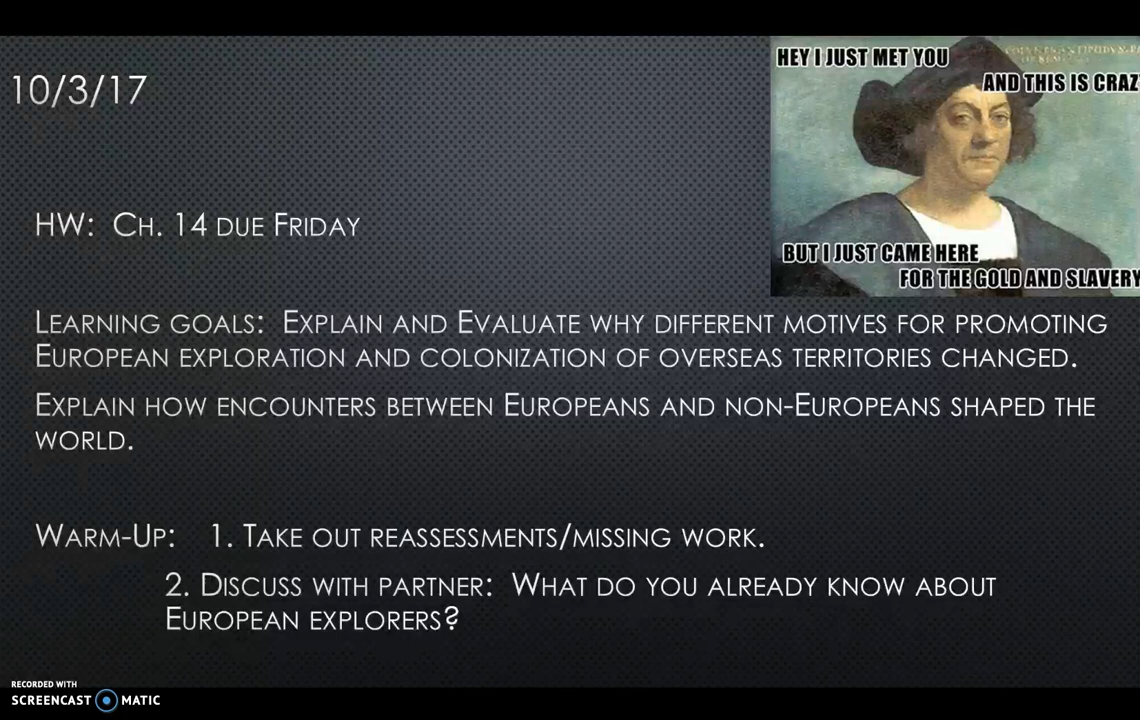 10/3/17
HEY I JUST MET YOU
AND THIS IS CRAZ
BUT I JUST CAME HERE
FOR THE GOLD AND SLAVERY
HW: Ch. 14 due Friday
Learning goals: Explain and Evaluate why different motives for promoting
European exploration and colonization of overseas territories changed.
Explain how encounters between Europeans and non-Europeans shaped the
world.
Warm-Up: 1. Take out reassessments/missing work.
2. Discuss with partner: What do you already know about
European explorers?
RECORDED WITH
SCREENCAST MATIC